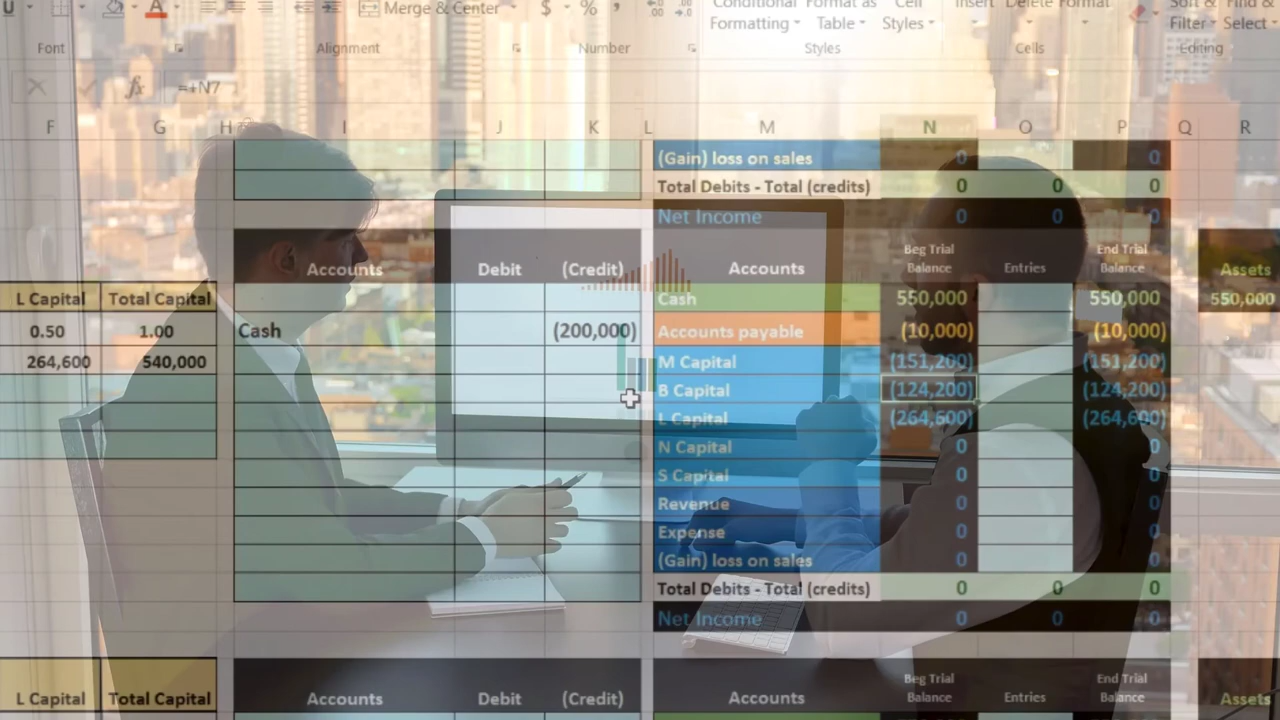 U A Merge & Center $ % , Conditional Format as Cell Insert Delete Format Sort & Find &
Formatting Table Styles Filter Select
Font Alignment Number Styles Cells Editing
fx =+N7
F G H I J K L M N O P Q R
(Gain) loss on sales 0 0
Total Debits - Total (credits) 0 0 0
Net Income 0 0 0
Accounts Debit (Credit) Accounts Beg Trial Balance Entries End Trial Balance Assets
L Capital Total Capital Cash 550,000 550,000 550,000
0.50 1.00 Cash (200,000) Accounts payable (10,000) (10,000)
264,600 540,000 M Capital (151,200) (151,200)
B Capital (124,200) (124,200)
L Capital (264,600) (264,600)
N Capital 0 0
S Capital 0 0
Revenue 0 0
Expense 0 0
(Gain) loss on sales 0 0
Total Debits - Total (credits) 0 0 0
Net Income 0 0 0
L Capital Total Capital Accounts Debit (Credit) Accounts Beg Trial Balance Entries End Trial Balance Assets